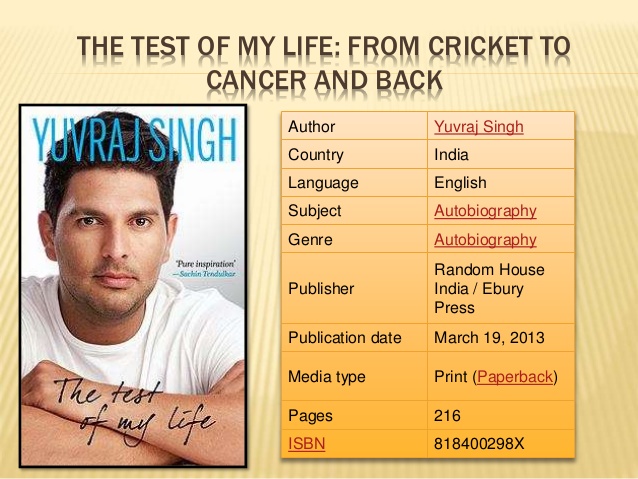 THE TEST OF MY LIFE: FROM CRICKET TO
CANCER AND BACK
YUVRAJ SINGH
'Pure inspiration'
—Sachin Tendulkar
The test
of my life
Author Yuvraj Singh
Country India
Language English
Subject Autobiography
Genre Autobiography
Publisher Random House
India / Ebury
Press
Publication date March 19, 2013
Media type Print (Paperback)
Pages 216
ISBN 818400298X